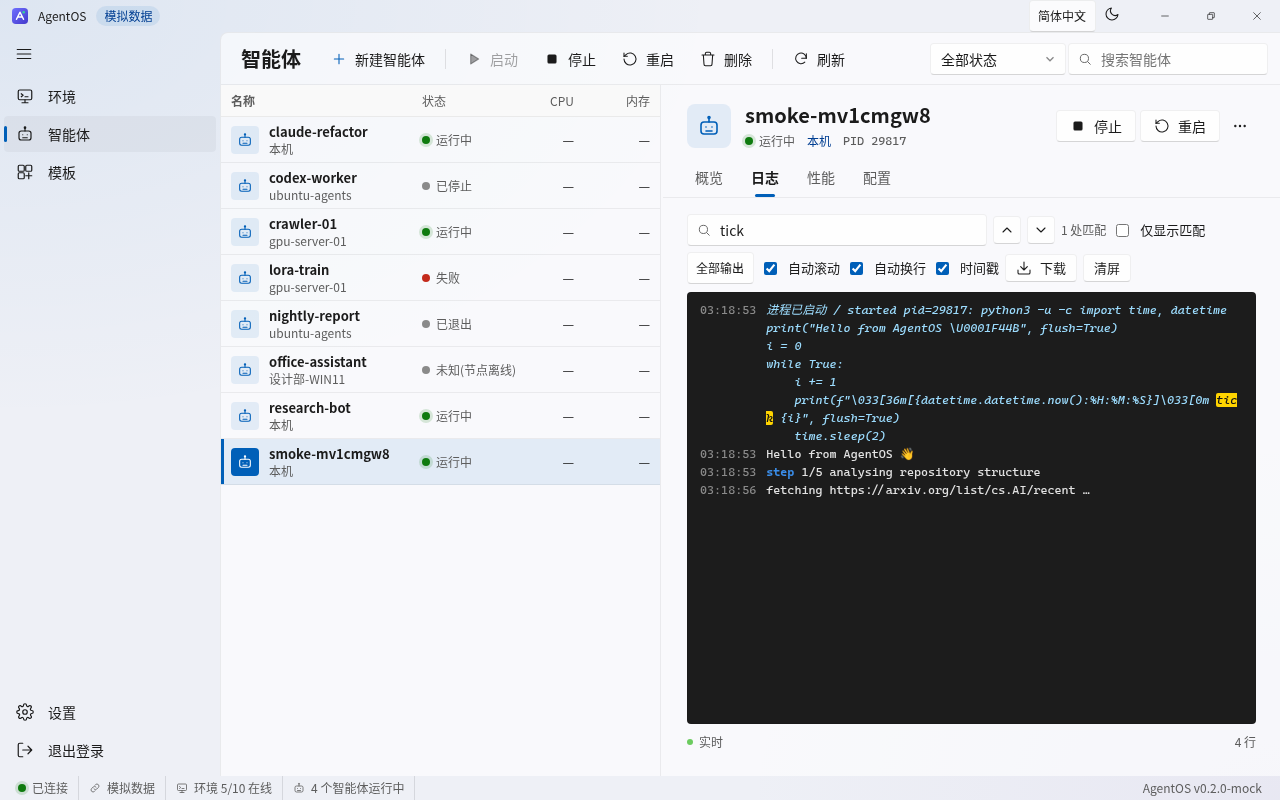 AgentOS 模拟数据 简体中文
环境
智能体
模板
设置
退出登录
智能体 新建智能体 启动 停止 重启 删除 刷新 全部状态 搜索智能体
名称 状态 CPU 内存
claude-refactor 运行中 — —
本机
codex-worker 已停止 — —
ubuntu-agents
crawler-01 运行中 — —
gpu-server-01
lora-train 失败 — —
gpu-server-01
nightly-report 已退出 — —
ubuntu-agents
office-assistant 未知(节点离线) — —
设计部-WIN11
research-bot 运行中 — —
本机
smoke-mv1cmgw8 运行中 — —
本机
smoke-mv1cmgw8
运行中 本机 PID 29817
停止 重启
概览 日志 性能 配置
tick 1 处匹配 仅显示匹配
全部输出 自动滚动 自动换行 时间戳 下载 清屏
03:18:53 进程已启动 / started pid=29817: python3 -u -c import time, datetime
print("Hello from AgentOS \U0001F44B", flush=True)
i = 0
while True:
    i += 1
    print(f"\033[36m[{datetime.datetime.now():%H:%M:%S}]\033[0m tic
k {i}", flush=True)
    time.sleep(2)
03:18:53 Hello from AgentOS 👋
03:18:53 step 1/5 analysing repository structure
03:18:56 fetching https://arxiv.org/list/cs.AI/recent …
实时 4 行
已连接 模拟数据 环境 5/10 在线 4 个智能体运行中 AgentOS v0.2.0-mock